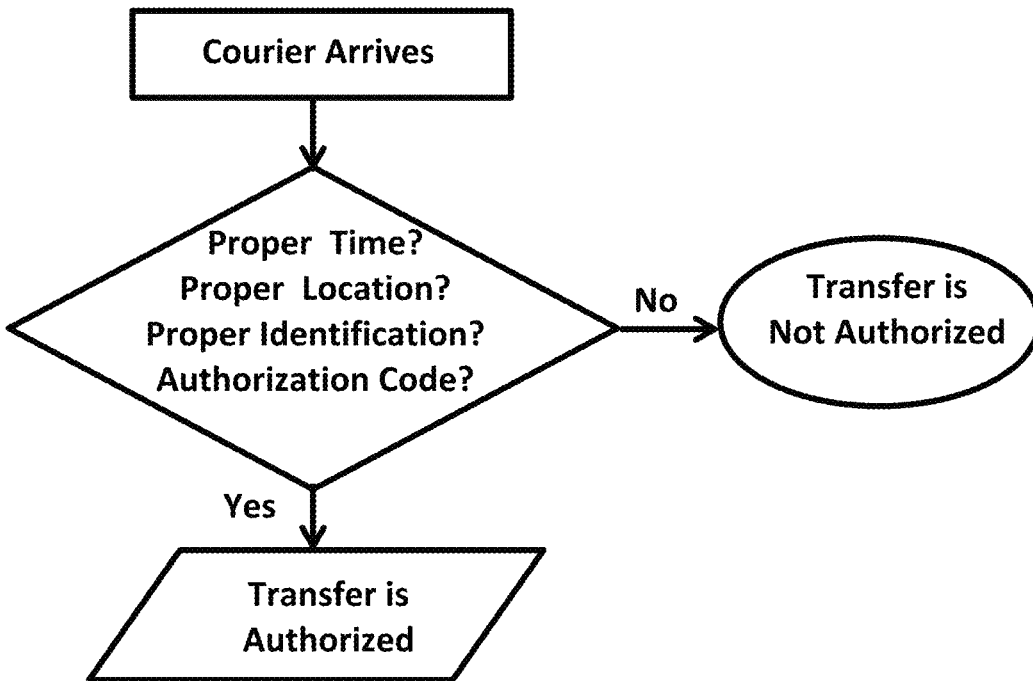 Courier Arrives
Proper Time?
Proper Location?
Proper Identification?
Authorization Code?
No
Transfer is
Not Authorized
Yes
Transfer is
Authorized